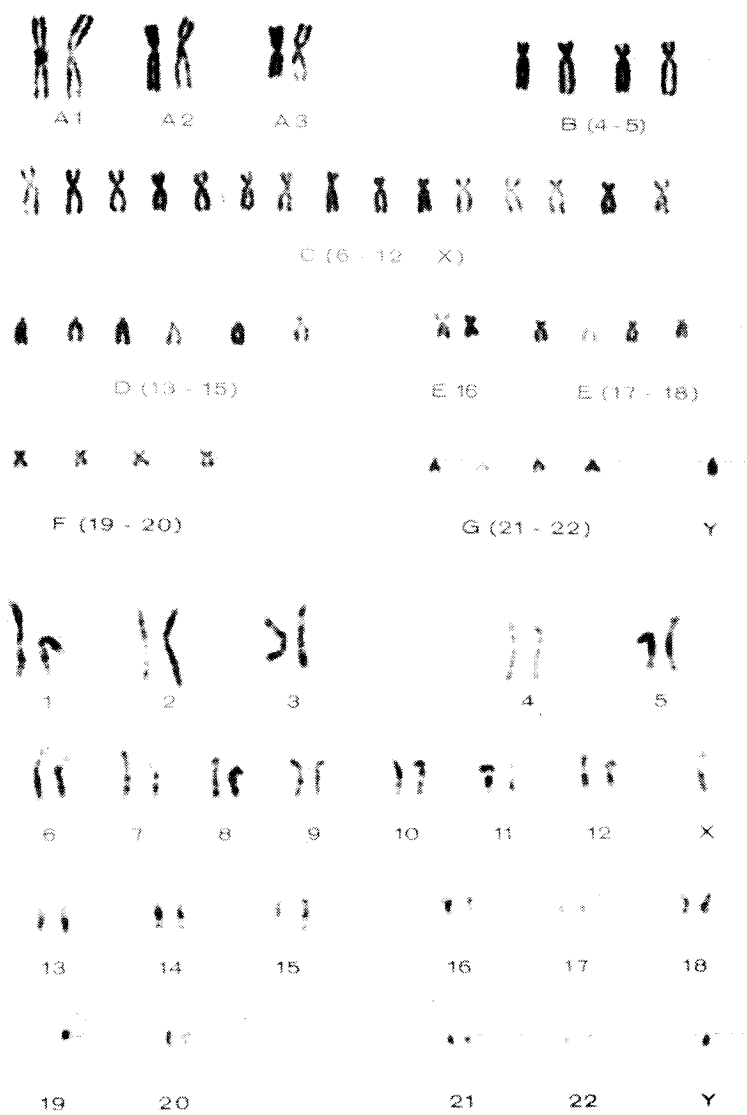 A1 A2 A3 B (4-5)
C (6 - 12 X)
D (13 - 15) E 16 E (17 - 18)
F (19 - 20) G (21 - 22) Y
1 2 3 4 5
6 7 8 9 10 11 12 X
13 14 15 16 17 18
19 20 21 22 Y